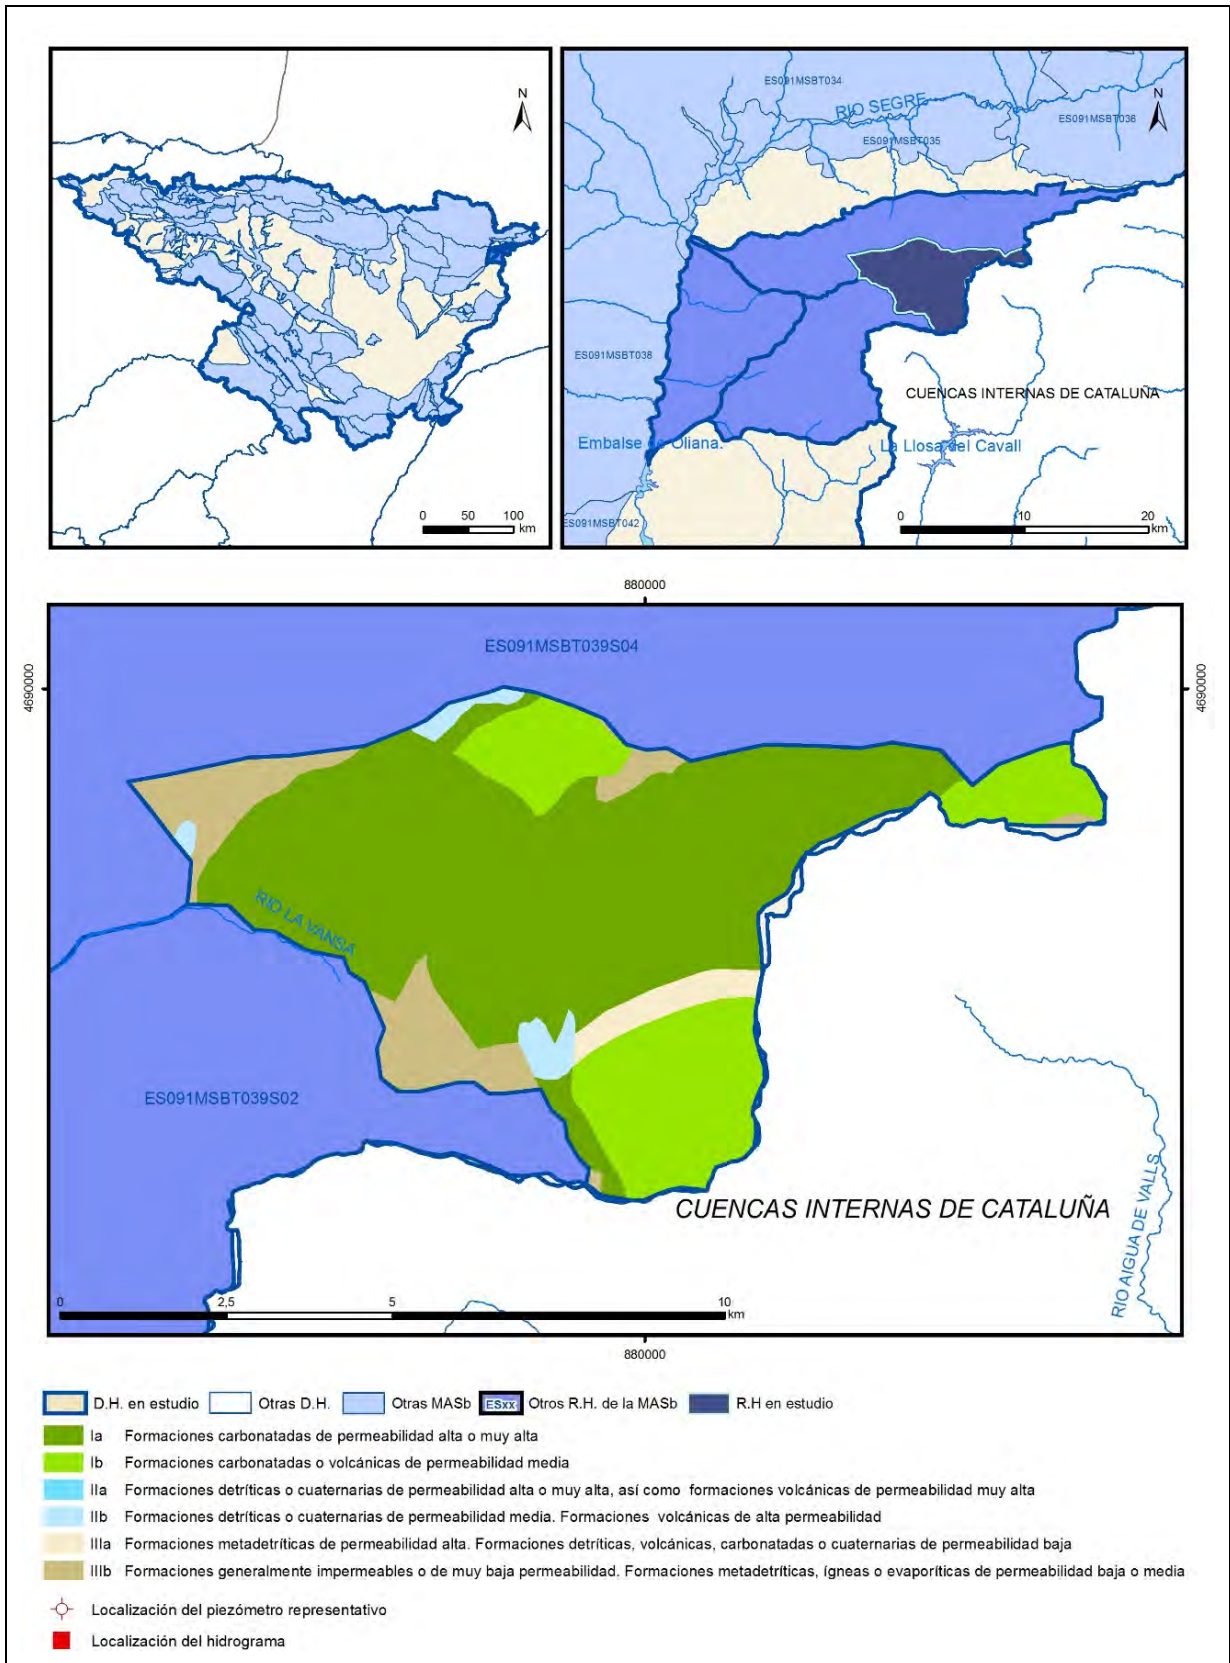 N
0 50 100
km
ES091MSBT034
RIO SEGRE
N
ES091MSBT036
ES091MSBT035
ES091MSBT038
CUENCAS INTERNAS DE CATALUÑA
Embalse de Oliana.
La Llosa del Cavall
ES091MSBT042
0 10 20
km
880000
4690000
4690000
ES091MSBT039S04
RIO LA VANSA
ES091MSBT039S02
CUENCAS INTERNAS DE CATALUÑA
RIO AIGUA DE VALLS
0 2,5 5 10
km
880000
D.H. en estudio Otras D.H. Otras MASb ESxx Otros R.H. de la MASb R.H en estudio
Ia Formaciones carbonatadas de permeabilidad alta o muy alta
Ib Formaciones carbonatadas o volcánicas de permeabilidad media
IIa Formaciones detríticas o cuaternarias de permeabilidad alta o muy alta, así como formaciones volcánicas de permeabilidad muy alta
IIb Formaciones detríticas o cuaternarias de permeabilidad media. Formaciones volcánicas de alta permeabilidad
IIIa Formaciones metadetríticas de permeabilidad alta. Formaciones detríticas, volcánicas, carbonatadas o cuaternarias de permeabilidad baja
IIIb Formaciones generalmente impermeables o de muy baja permeabilidad. Formaciones metadetríticas, ígneas o evaporíticas de permeabilidad baja o media
Localización del piezómetro representativo
Localización del hidrograma